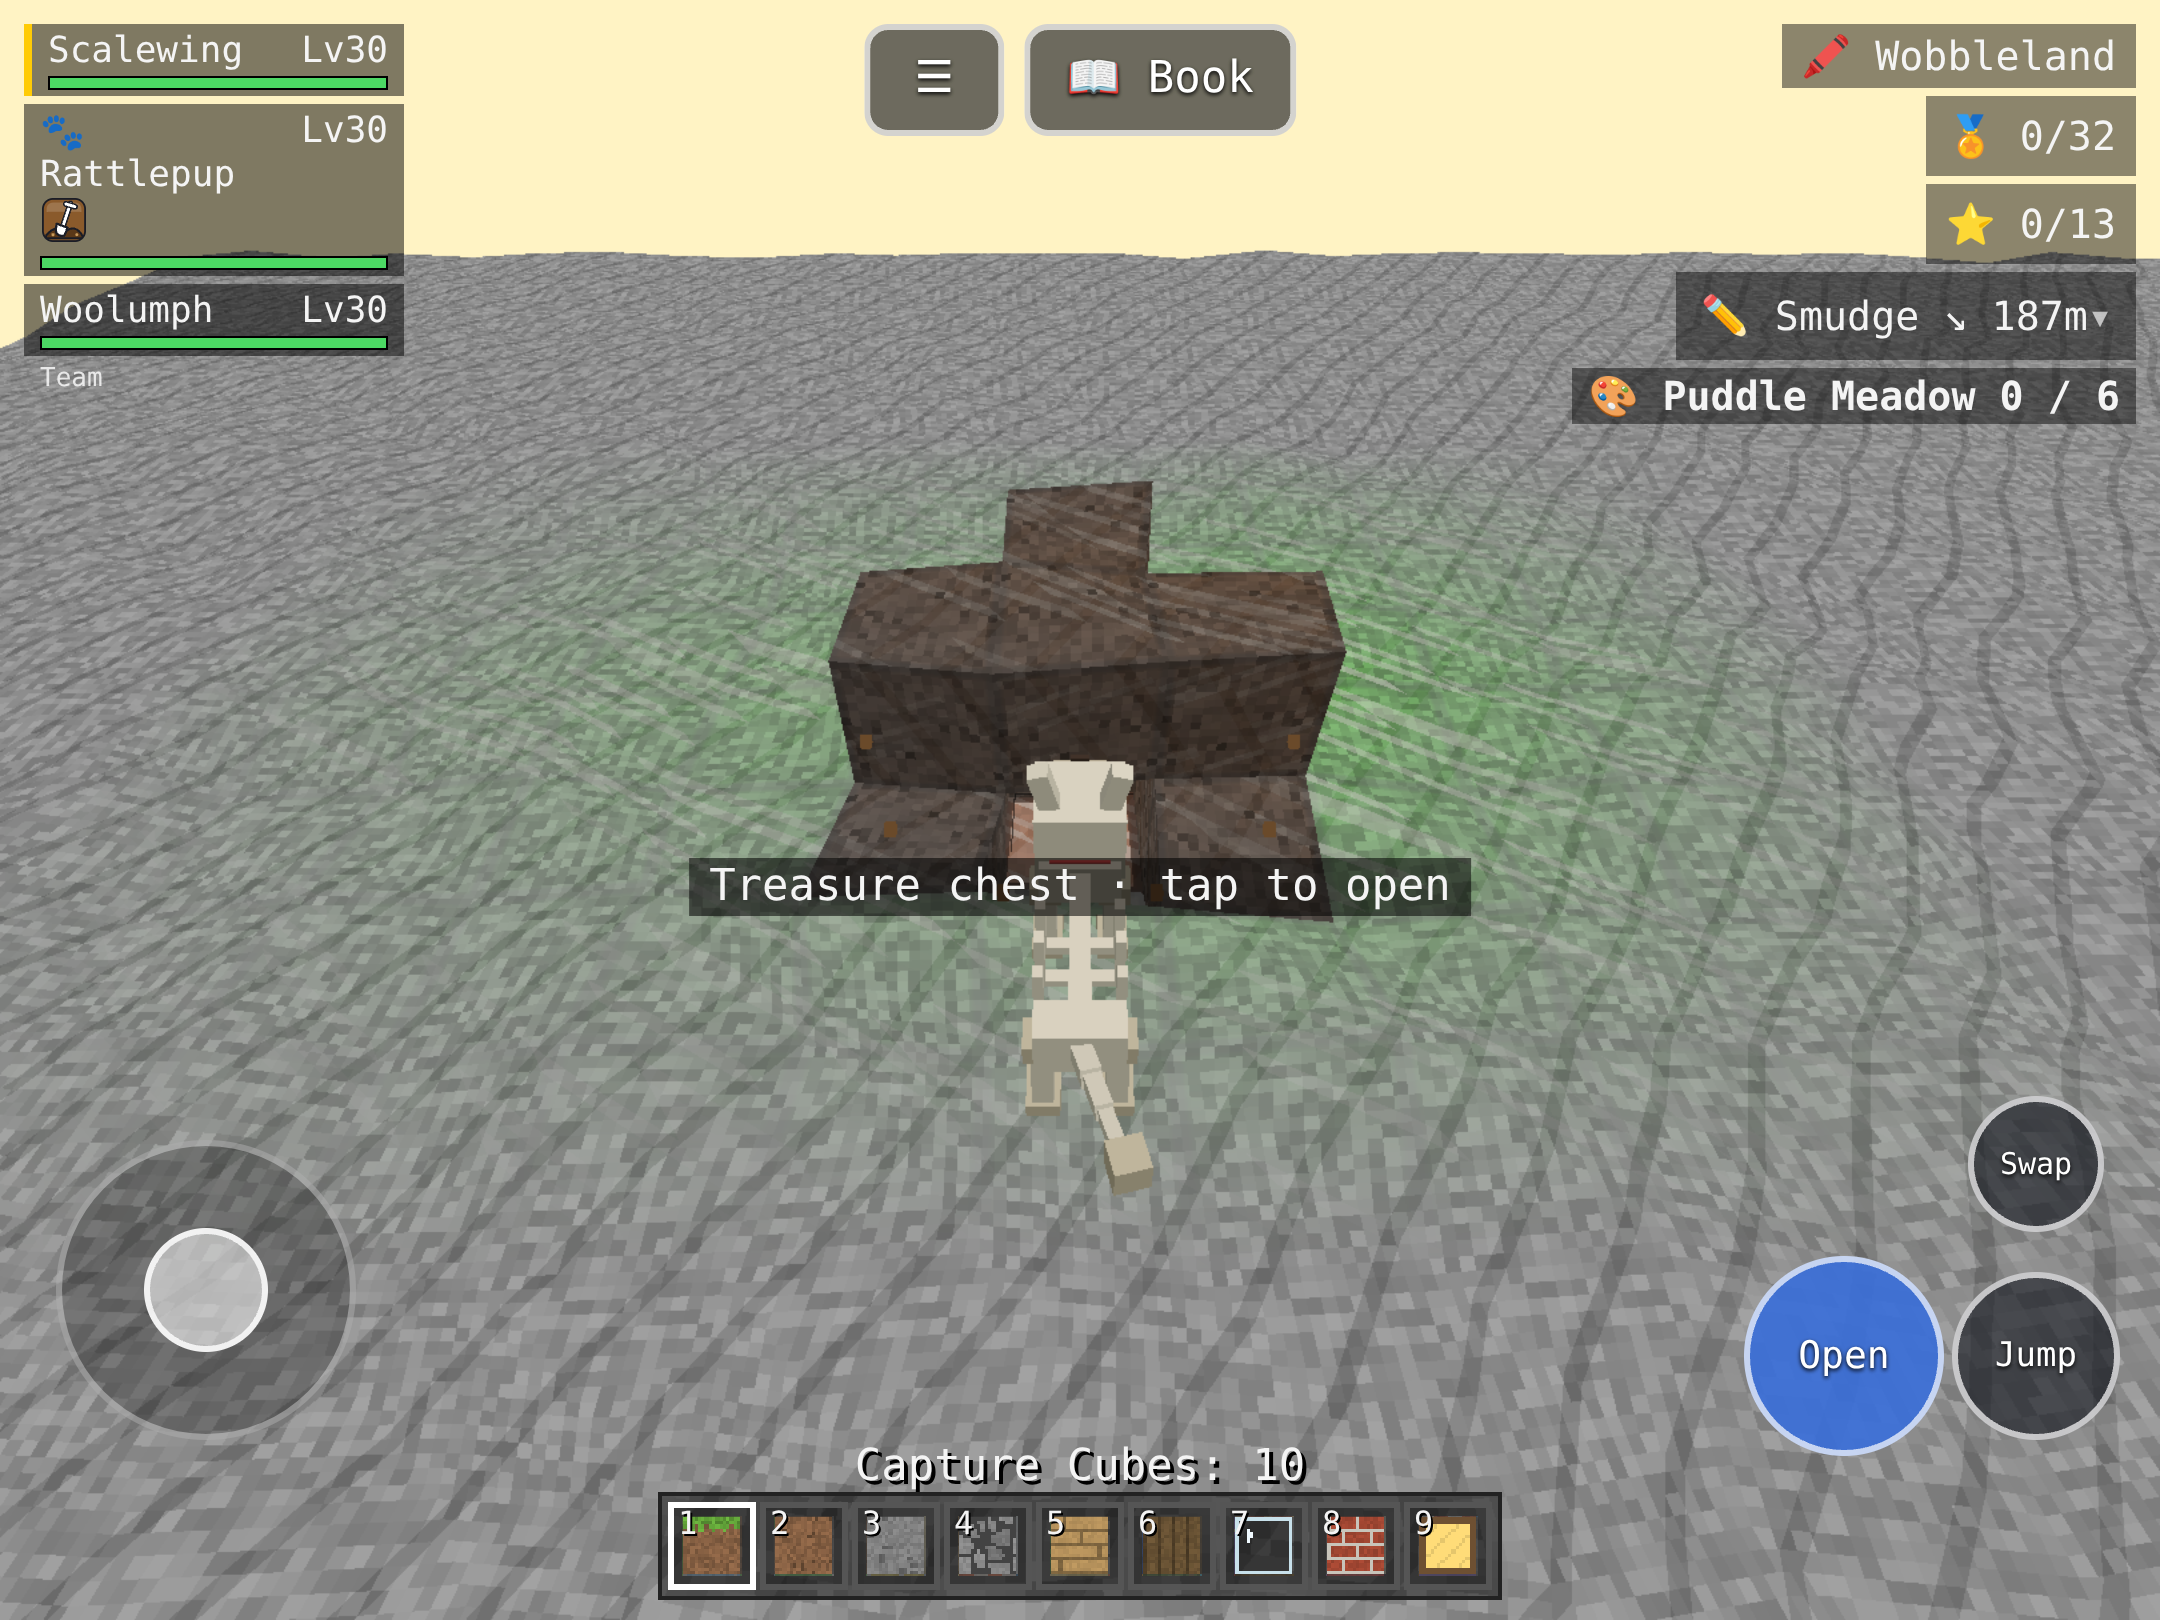 Scalewing Lv30
Lv30
Rattlepup
Woolumph Lv30
Team
☰
Book
Wobbleland
0/32
0/13
Smudge ↘ 187m▾
Puddle Meadow 0 / 6
Treasure chest · tap to open
Swap
Open
Jump
Capture Cubes: 10
1 2 3 4 5 6 7 8 9